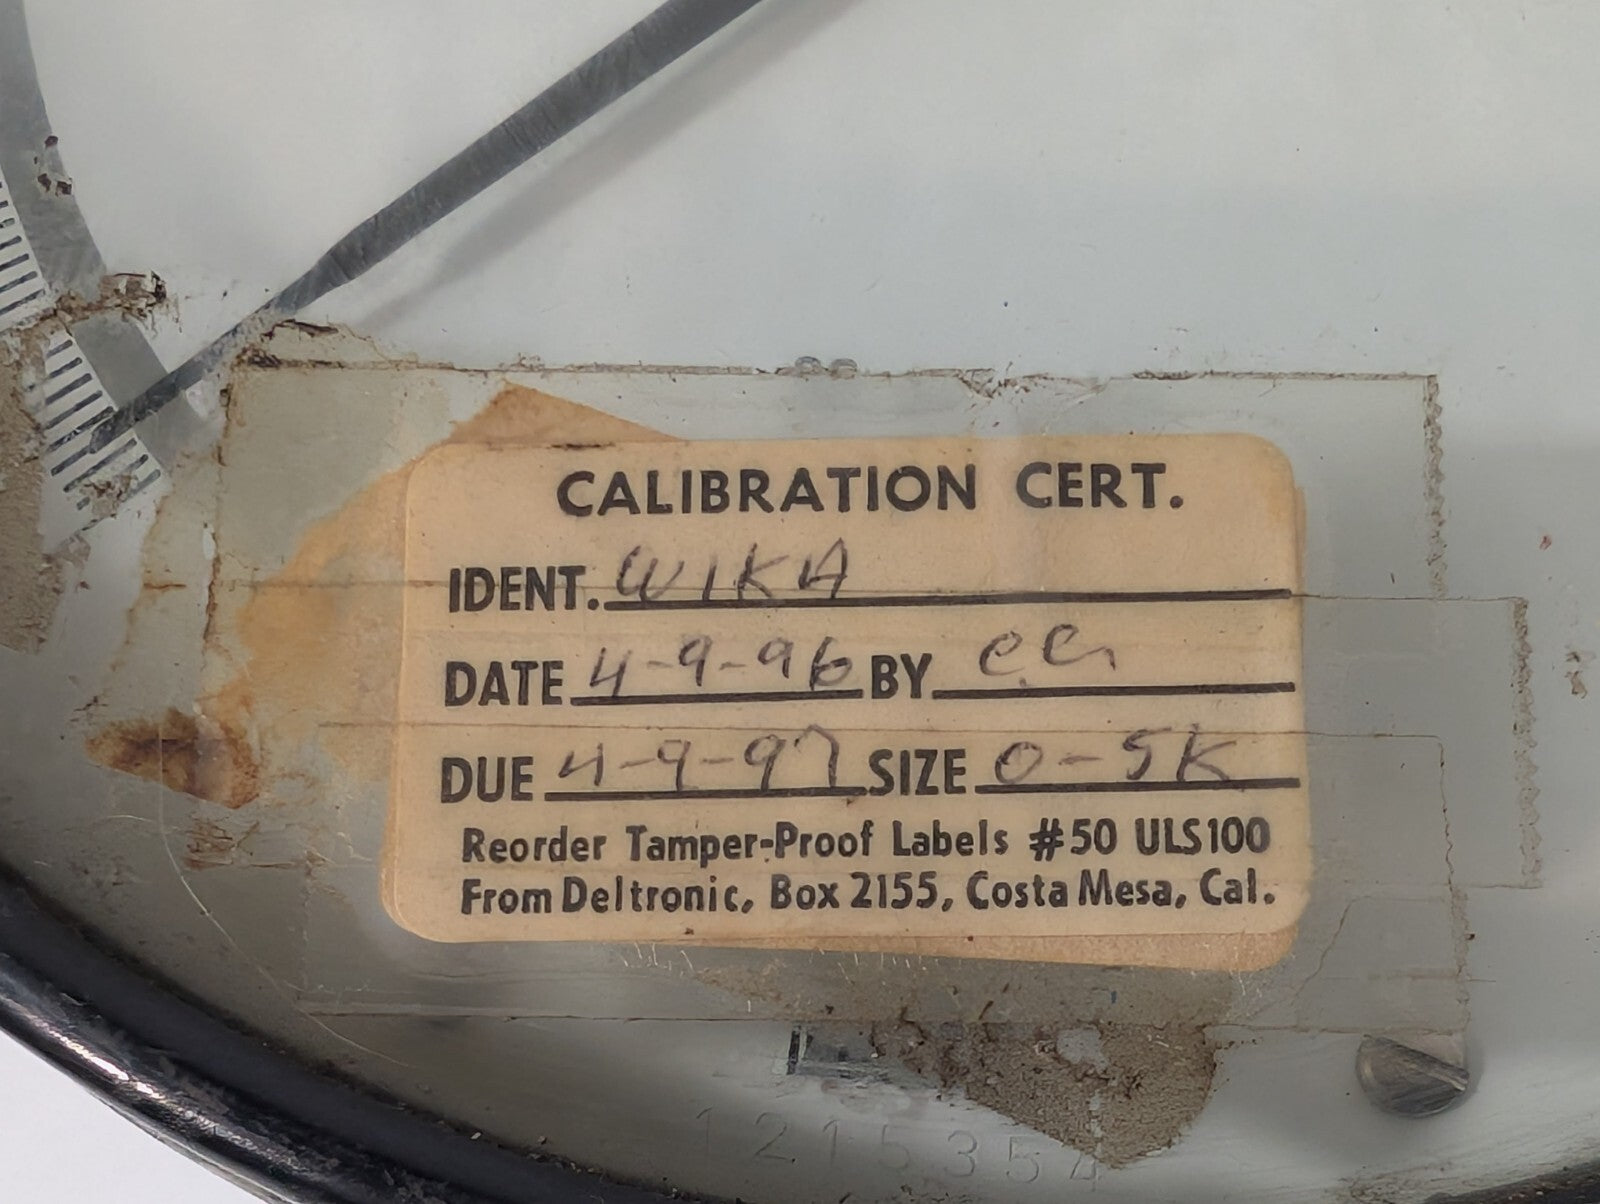 CALIBRATION CERT.
IDENT. WIKA
DATE 4-9-96 BY C.C.
DUE 4-9-97 SIZE 0-5K
Reorder Tamper-Proof Labels #50 ULS100
From Deltronic, Box 2155, Costa Mesa, Cal.
1215354